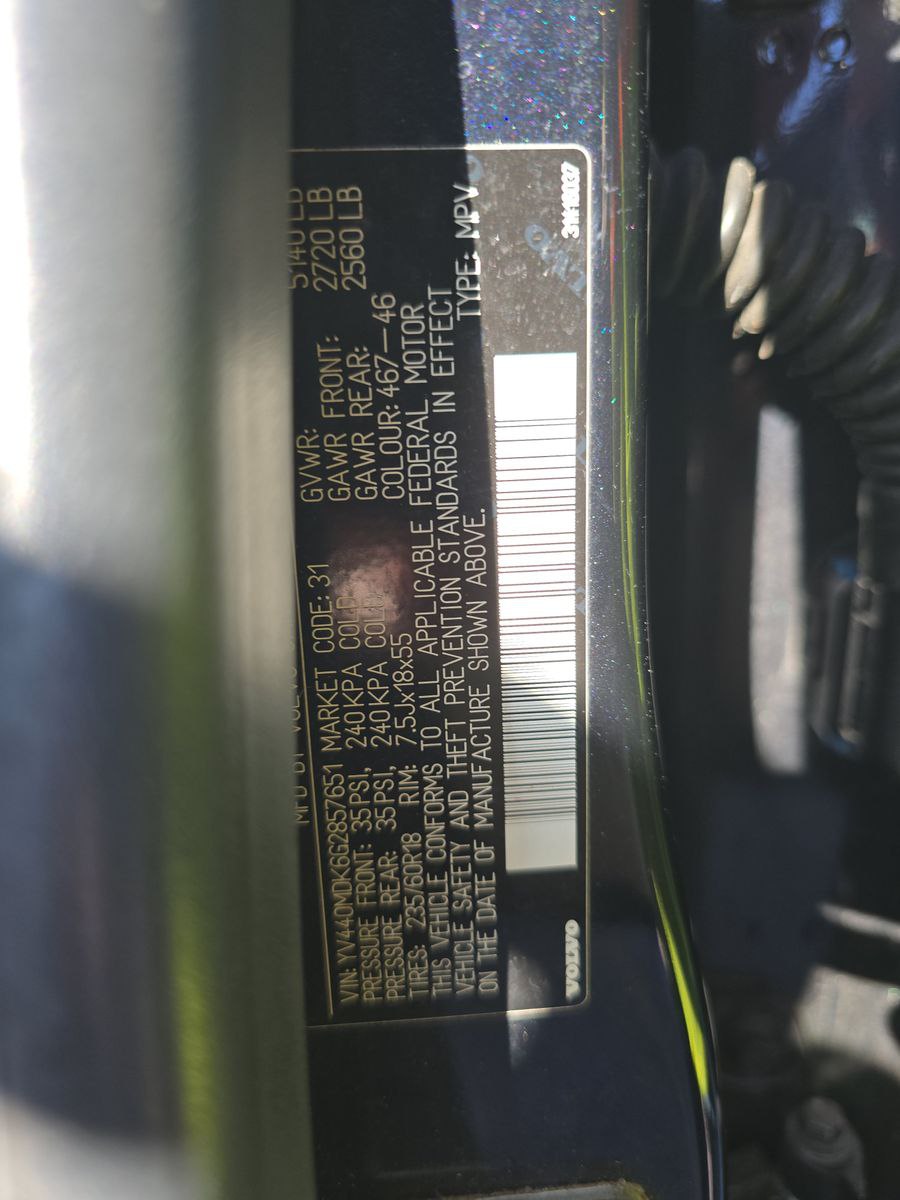 MFD BY VOLVO
GVWR: 5140 LB
VIN: YV440MDK6G2857651 MARKET CODE: 31 GAWR FRONT: 2720 LB
PRESSURE FRONT: 35PSI, 240KPA COLD GAWR REAR: 2560 LB
PRESSURE REAR: 35PSI, 240KPA COLD COLOUR: 467-46
TIRES: 235/60R18 RIM: 7.5Jx18x55
THIS VEHICLE CONFORMS TO ALL APPLICABLE FEDERAL MOTOR
VEHICLE SAFETY AND THEFT PREVENTION STANDARDS IN EFFECT
ON THE DATE OF MANUFACTURE SHOWN ABOVE. TYPE: MPV
VOLVO